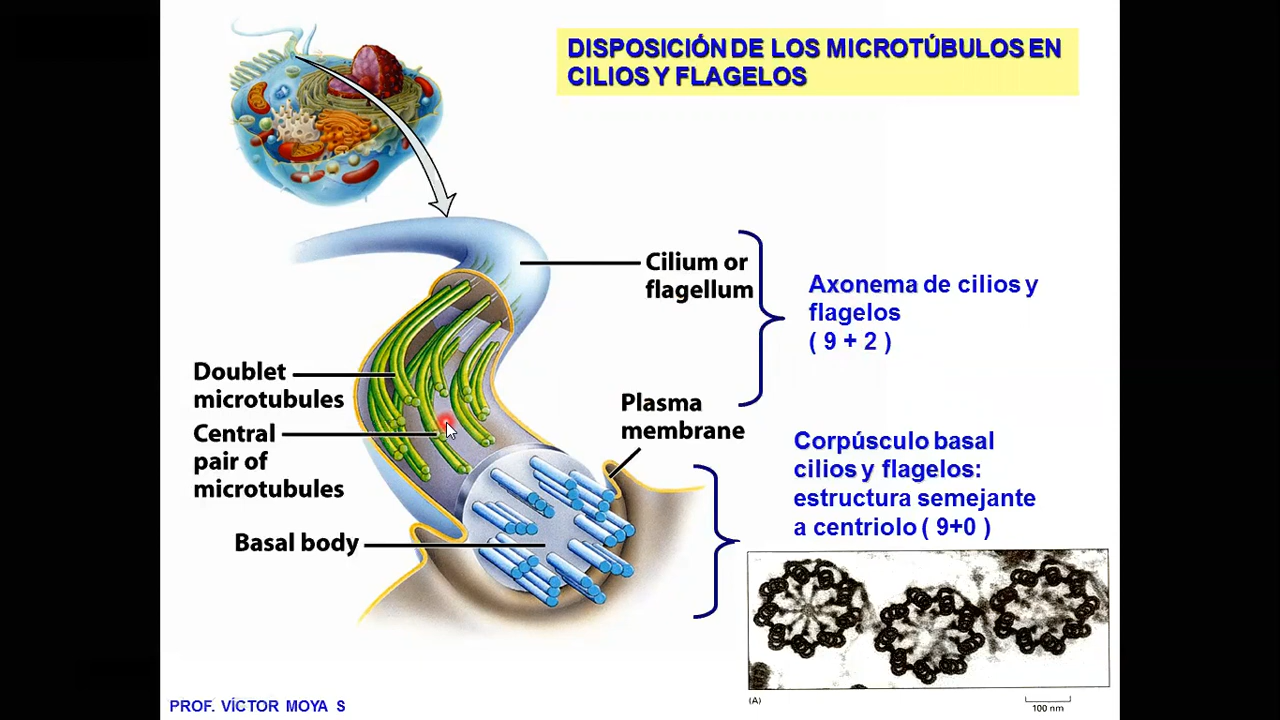 DISPOSICIÓN DE LOS MICROTÚBULOS EN
CILIOS Y FLAGELOS
Cilium or
flagellum
Axonema de cilios y
flagelos
( 9 + 2 )
Doublet
microtubules
Central
pair of
microtubules
Plasma
membrane
Corpúsculo basal
cilios y flagelos:
estructura semejante
a centriolo ( 9+0 )
Basal body
(A)
100 nm
PROF. VÍCTOR MOYA S